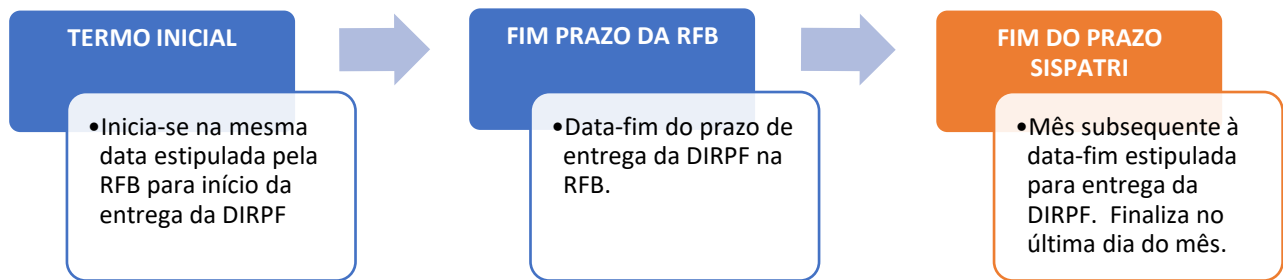 TERMO INICIAL
•Inicia-se na mesma
data estipulada pela
RFB para início da
entrega da DIRPF
FIM PRAZO DA RFB
•Data-fim do prazo de
entrega da DIRPF na
RFB.
FIM DO PRAZO
SISPATRI
•Mês subsequente à
data-fim estipulada
para entrega da
DIRPF.  Finaliza no
última dia do mês.